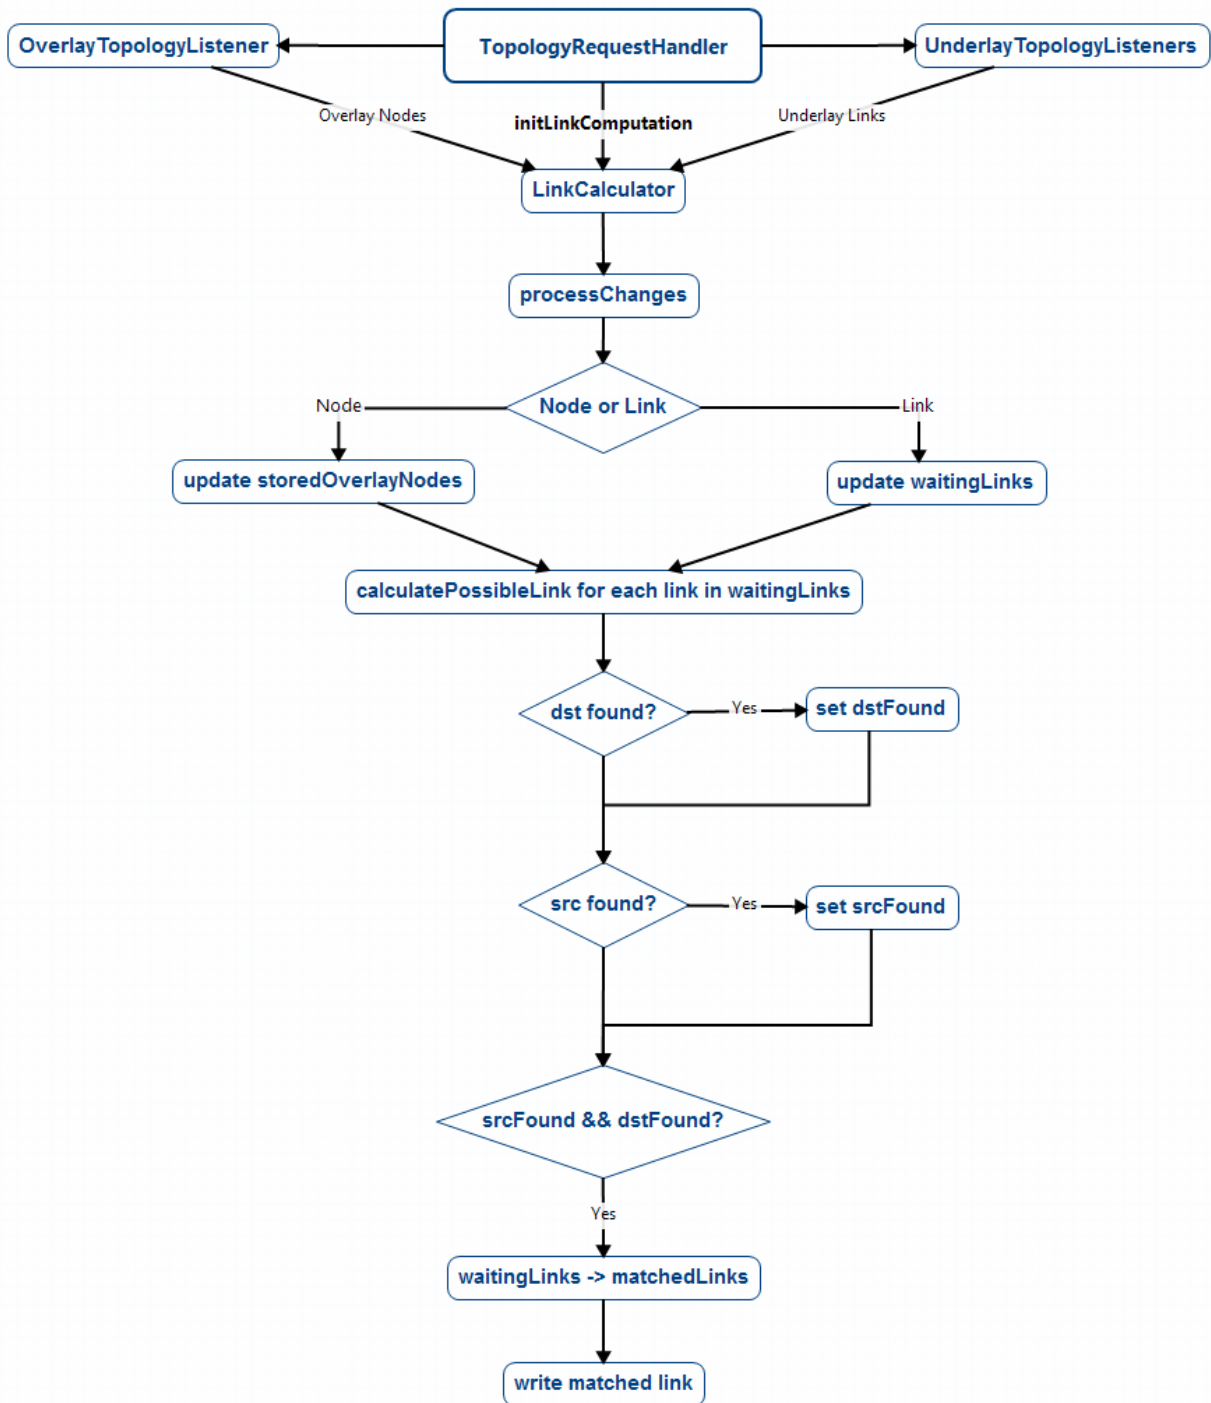 OverlayTopologyListener
TopologyRequestHandler
UnderlayTopologyListeners
Overlay Nodes
initLinkComputation
Underlay Links
LinkCalculator
processChanges
Node
Node or Link
Link
update storedOverlayNodes
update waitingLinks
calculatePossibleLink for each link in waitingLinks
dst found?
Yes
set dstFound
src found?
Yes
set srcFound
srcFound && dstFound?
Yes
waitingLinks -> matchedLinks
write matched link